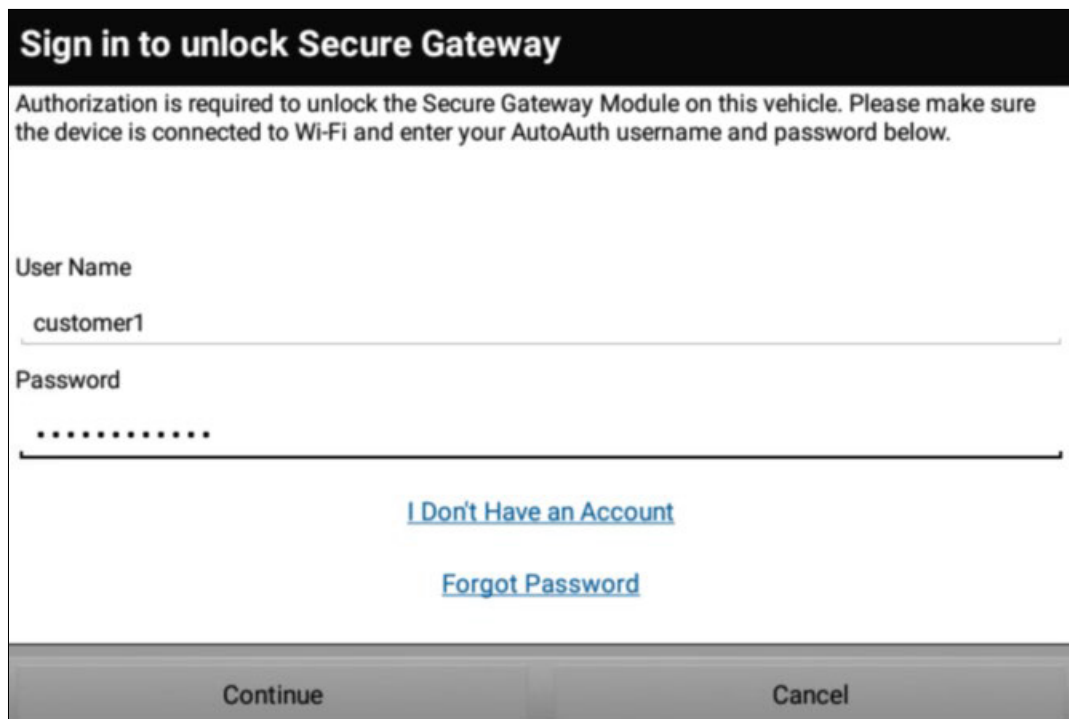 Sign in to unlock Secure Gateway
Authorization is required to unlock the Secure Gateway Module on this vehicle. Please make sure
the device is connected to Wi-Fi and enter your AutoAuth username and password below.
User Name
customer1
Password
............
I Don't Have an Account
Forgot Password
Continue
Cancel